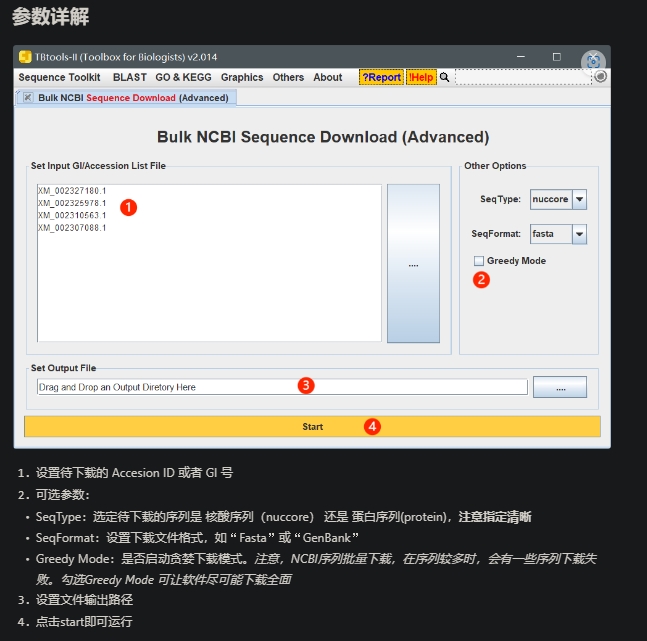 参数详解
TBtools-II (Toolbox for Biologists) v2.014
Sequence Toolkit BLAST GO & KEGG Graphics Others About ?Report !Help
Bulk NCBI Sequence Download (Advanced)
Bulk NCBI Sequence Download (Advanced)
Set Input GI/Accession List File
XM_002327180.1
XM_002325978.1
XM_002310563.1
XM_002307088.1
1
....
Other Options
SeqType: nuccore
SeqFormat: fasta
Greedy Mode
2
Set Output File
Drag and Drop an Output Diretory Here 3 ....
Start 4
1. 设置待下载的 Accesion ID 或者 GI 号
2. 可选参数：
• SeqType：选定待下载的序列是 核酸序列（nuccore） 还是 蛋白序列(protein)，注意指定清晰
• SeqFormat：设置下载文件格式，如“Fasta”或“GenBank”
• Greedy Mode：是否启动贪婪下载模式。注意，NCBI序列批量下载，在序列较多时，会有一些序列下载失
败。勾选Greedy Mode 可让软件尽可能下载全面
3. 设置文件输出路径
4. 点击start即可运行